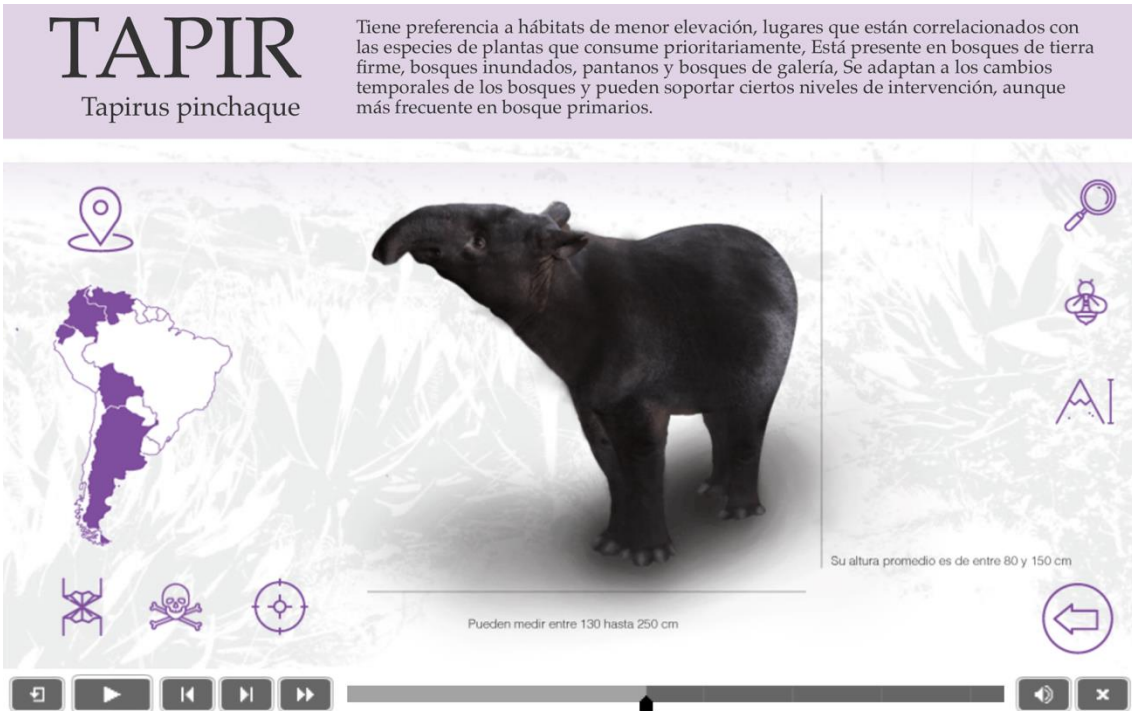 TAPIR
Tapirus pinchaque
Tiene preferencia a hábitats de menor elevación, lugares que están correlacionados con
las especies de plantas que consume prioritariamente, Está presente en bosques de tierra
firme, bosques inundados, pantanos y bosques de galería, Se adaptan a los cambios
temporales de los bosques y pueden soportar ciertos niveles de intervención, aunque
más frecuente en bosque primarios.
Su altura promedio es de entre 80 y 150 cm
Pueden medir entre 130 hasta 250 cm